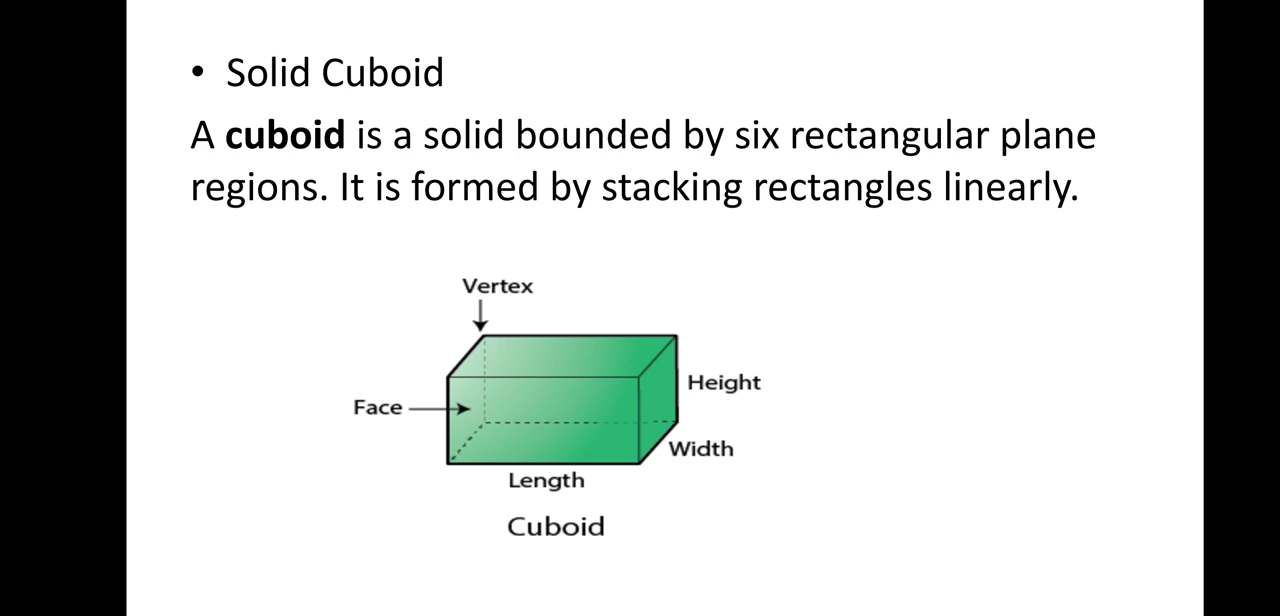 • Solid Cuboid
A cuboid is a solid bounded by six rectangular plane
regions. It is formed by stacking rectangles linearly.
Vertex
Height
Face
Width
Length
Cuboid